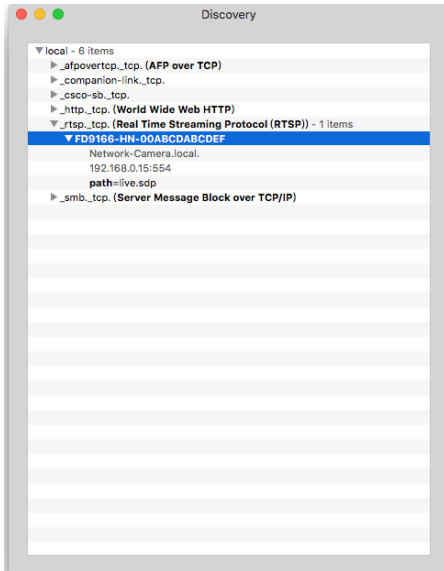 Discovery
local - 6 items
_afpovertcp._tcp. (AFP over TCP)
_companion-link._tcp.
_csco-sb._tcp.
_http._tcp. (World Wide Web HTTP)
_rtsp._tcp. (Real Time Streaming Protocol (RTSP)) - 1 items
FD9166-HN-00ABCDABCDEF
Network-Camera.local.
192.168.0.15:554
path=live.sdp
_smb._tcp. (Server Message Block over TCP/IP)